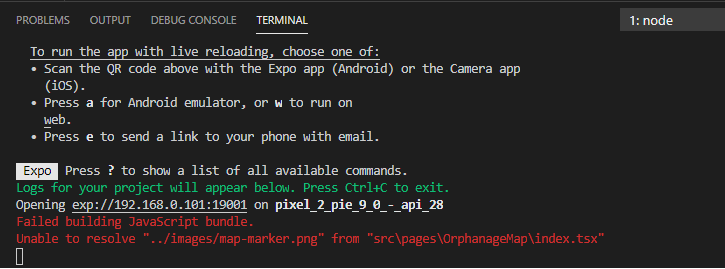 PROBLEMS OUTPUT DEBUG CONSOLE TERMINAL 1: node
To run the app with live reloading, choose one of:
• Scan the QR code above with the Expo app (Android) or the Camera app
(iOS).
• Press a for Android emulator, or w to run on
web.
• Press e to send a link to your phone with email.
Expo Press ? to show a list of all available commands.
Logs for your project will appear below. Press Ctrl+C to exit.
Opening exp://192.168.0.101:19001 on pixel_2_pie_9_0_-_api_28
Failed building JavaScript bundle.
Unable to resolve "../images/map-marker.png" from "src\pages\OrphanageMap\index.tsx"